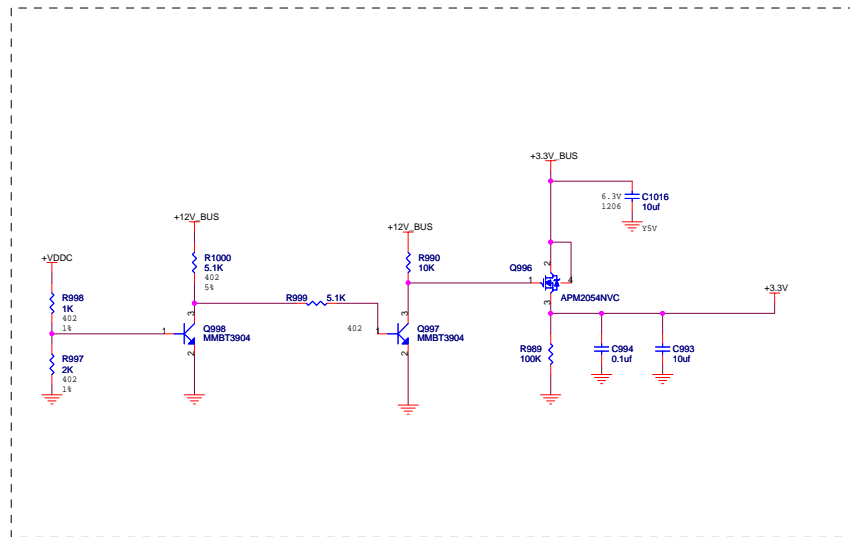 +3.3V_BUS
6.3V
1206
C1016
10uf
Y5V
+12V_BUS
+12V_BUS
+VDDC
R1000
5.1K
402
5%
R990
10K
Q996
2
1
4
3
APM2054NVC
+3.3V
R998
1K
402
1%
R999
5.1K
3
1
2
Q998
MMBT3904
402
3
1
2
Q997
MMBT3904
R997
2K
402
1%
R989
100K
C994
0.1uf
C993
10uf